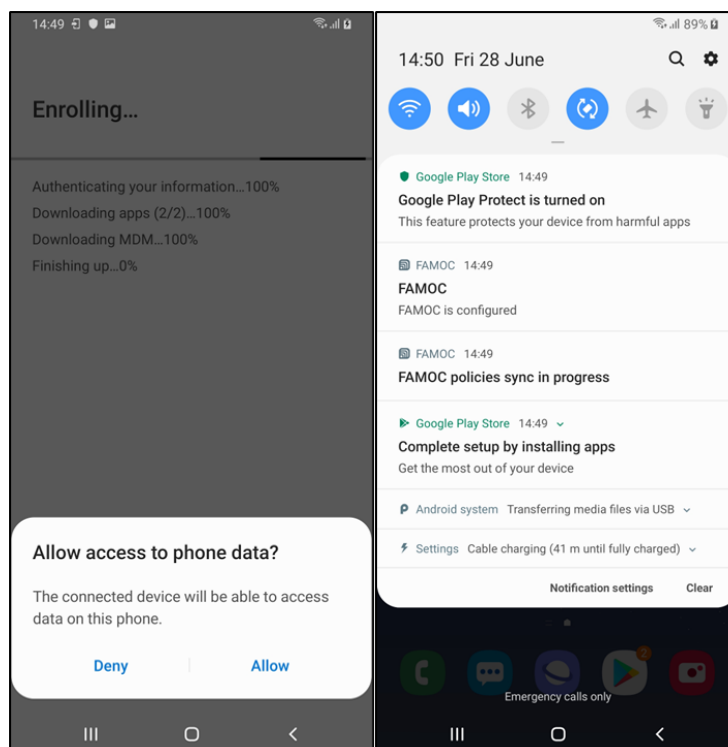 14:49
Enrolling...
Authenticating your information...100%
Downloading apps (2/2)...100%
Downloading MDM...100%
Finishing up...0%
Allow access to phone data?
The connected device will be able to access
data on this phone.
Deny
Allow
89%
14:50 Fri 28 June
Google Play Store 14:49
Google Play Protect is turned on
This feature protects your device from harmful apps
FAMOC 14:49
FAMOC
FAMOC is configured
FAMOC 14:49
FAMOC policies sync in progress
Google Play Store 14:49
Complete setup by installing apps
Get the most out of your device
Android system Transferring media files via USB
Settings Cable charging (41 m until fully charged)
Notification settings
Clear
2
Emergency calls only